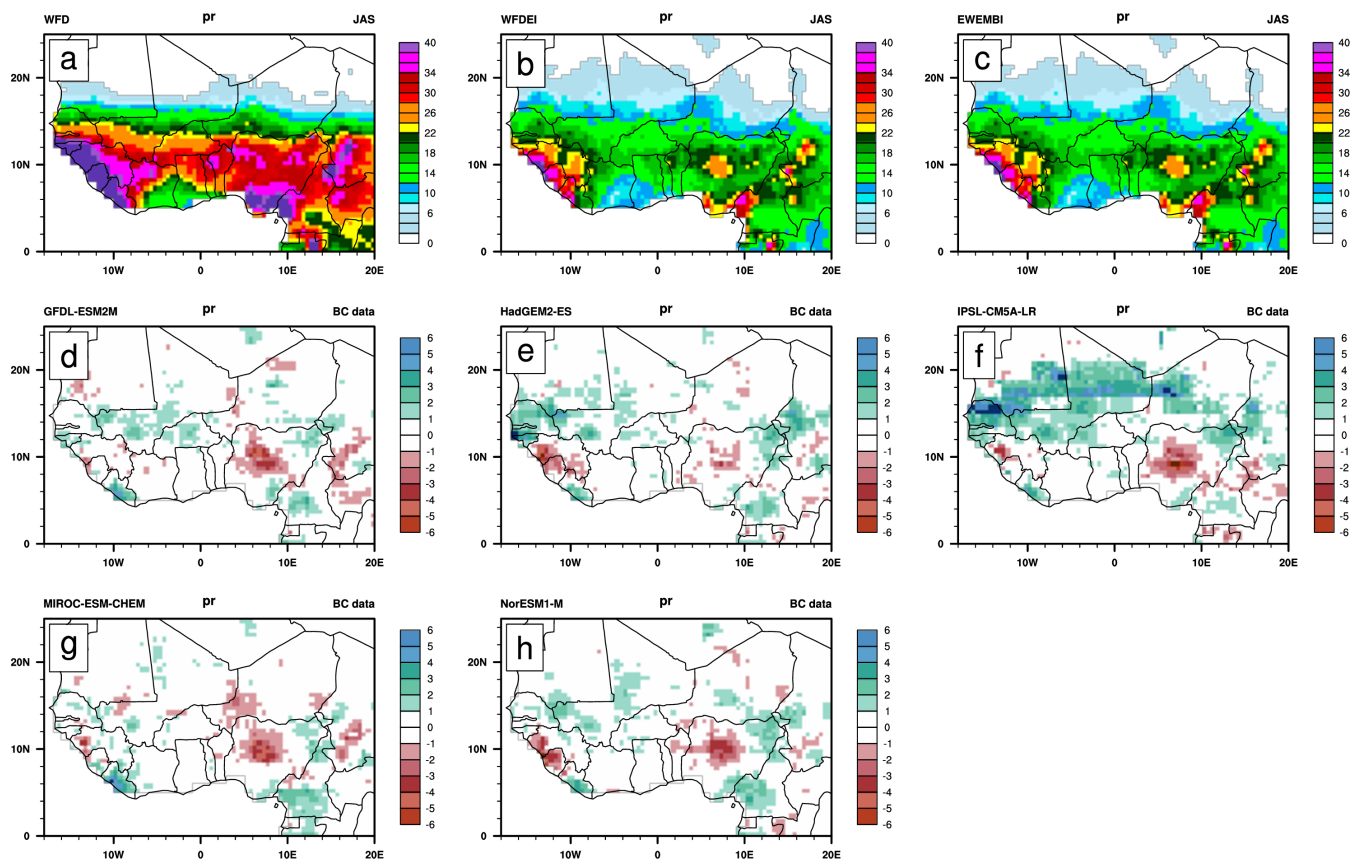 WFD pr JAS
a
20N
10N
0
10W 0 10E 20E
40
34
30
26
22
18
14
10
6
0
WFDEI pr JAS
b
20N
10N
0
10W 0 10E 20E
40
34
30
26
22
18
14
10
6
0
EWEMBI pr JAS
c
20N
10N
0
10W 0 10E 20E
40
34
30
26
22
18
14
10
6
0
GFDL-ESM2M pr BC data
d
20N
10N
0
10W 0 10E 20E
6
5
4
3
2
1
0
-1
-2
-3
-4
-5
-6
HadGEM2-ES pr BC data
e
20N
10N
0
10W 0 10E 20E
6
5
4
3
2
1
0
-1
-2
-3
-4
-5
-6
IPSL-CM5A-LR pr BC data
f
20N
10N
0
10W 0 10E 20E
6
5
4
3
2
1
0
-1
-2
-3
-4
-5
-6
MIROC-ESM-CHEM pr BC data
g
20N
10N
0
10W 0 10E 20E
6
5
4
3
2
1
0
-1
-2
-3
-4
-5
-6
NorESM1-M pr BC data
h
20N
10N
0
10W 0 10E 20E
6
5
4
3
2
1
0
-1
-2
-3
-4
-5
-6